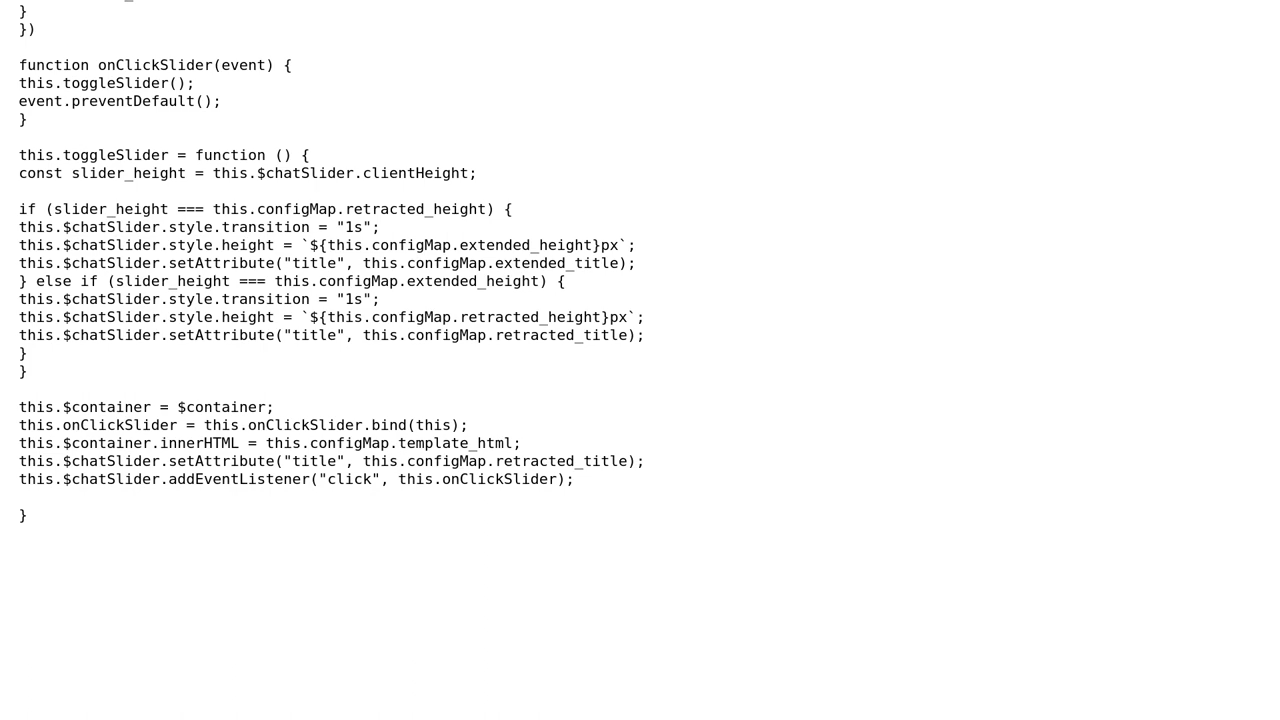 }
})
function onClickSlider(event) {
this.toggleSlider();
event.preventDefault();
}
this.toggleSlider = function () {
const slider_height = this.$chatSlider.clientHeight;
if (slider_height === this.configMap.retracted_height) {
this.$chatSlider.style.transition = "1s";
this.$chatSlider.style.height = `${this.configMap.extended_height}px`;
this.$chatSlider.setAttribute("title", this.configMap.extended_title);
} else if (slider_height === this.configMap.extended_height) {
this.$chatSlider.style.transition = "1s";
this.$chatSlider.style.height = `${this.configMap.retracted_height}px`;
this.$chatSlider.setAttribute("title", this.configMap.retracted_title);
}
}
this.$container = $container;
this.onClickSlider = this.onClickSlider.bind(this);
this.$container.innerHTML = this.configMap.template_html;
this.$chatSlider.setAttribute("title", this.configMap.retracted_title);
this.$chatSlider.addEventListener("click", this.onClickSlider);
}